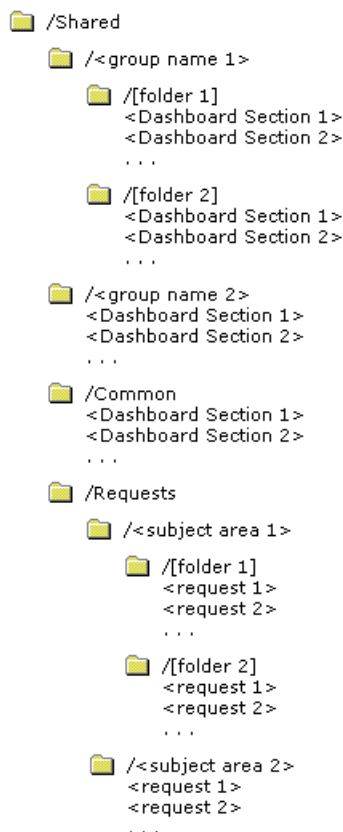 /Shared
/<group name 1>
/[folder 1]
<Dashboard Section 1>
<Dashboard Section 2>
. . .
/[folder 2]
<Dashboard Section 1>
<Dashboard Section 2>
. . .
/<group name 2>
<Dashboard Section 1>
<Dashboard Section 2>
. . .
/Common
<Dashboard Section 1>
<Dashboard Section 2>
. . .
/Requests
/<subject area 1>
/[folder 1]
<request 1>
<request 2>
. . .
/[folder 2]
<request 1>
<request 2>
. . .
/<subject area 2>
<request 1>
<request 2>
. . .